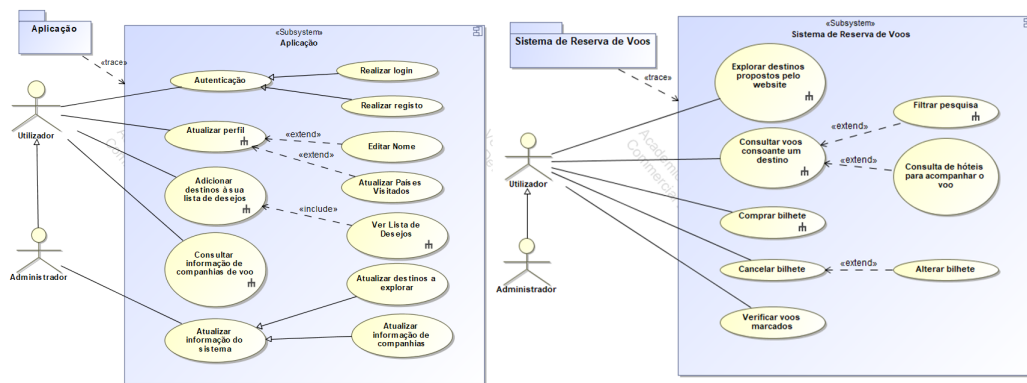 Aplicação
«Subsystem»
Aplicação
«trace»
Autenticação
Realizar login
Realizar registo
Utilizador
Atualizar perfil
«extend»
Editar Nome
«extend»
Atualizar Paises
Visitados
Adicionar
destinos à sua
lista de desejos
«include»
Ver Lista de
Desejos
Administrador
Consultar
informação de
companhias de voo
Atualizar destinos a
explorar
Atualizar
informação do
sistema
Atualizar
informação de
companhias
Sistema de Reserva de Voos
«Subsystem»
Sistema de Reserva de Voos
«trace»
Explorar destinos
propostos pelo
website
Filtrar pesquisa
«extend»
Consultar voos
consoante um
destino
«extend»
Consulta de hóteis
para acompanhar o
voo
Utilizador
Comprar bilhete
Administrador
Cancelar bilhete
«extend»
Alterar bilhete
Verificar voos
marcados